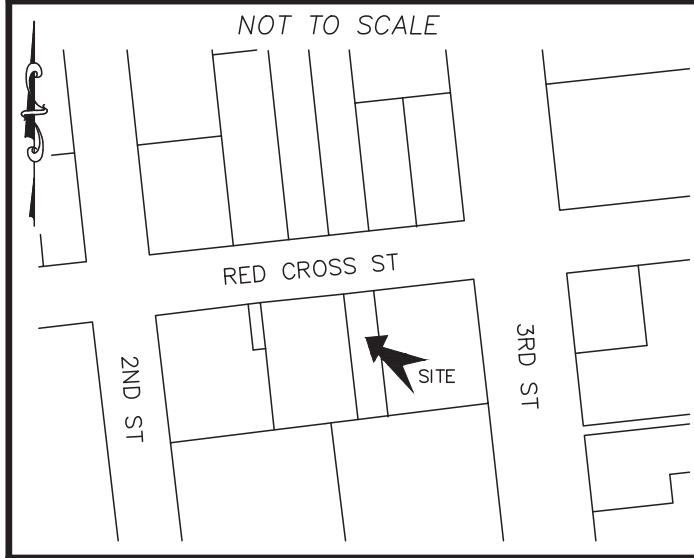 NOT TO SCALE
RED CROSS ST
2ND ST
3RD ST
SITE